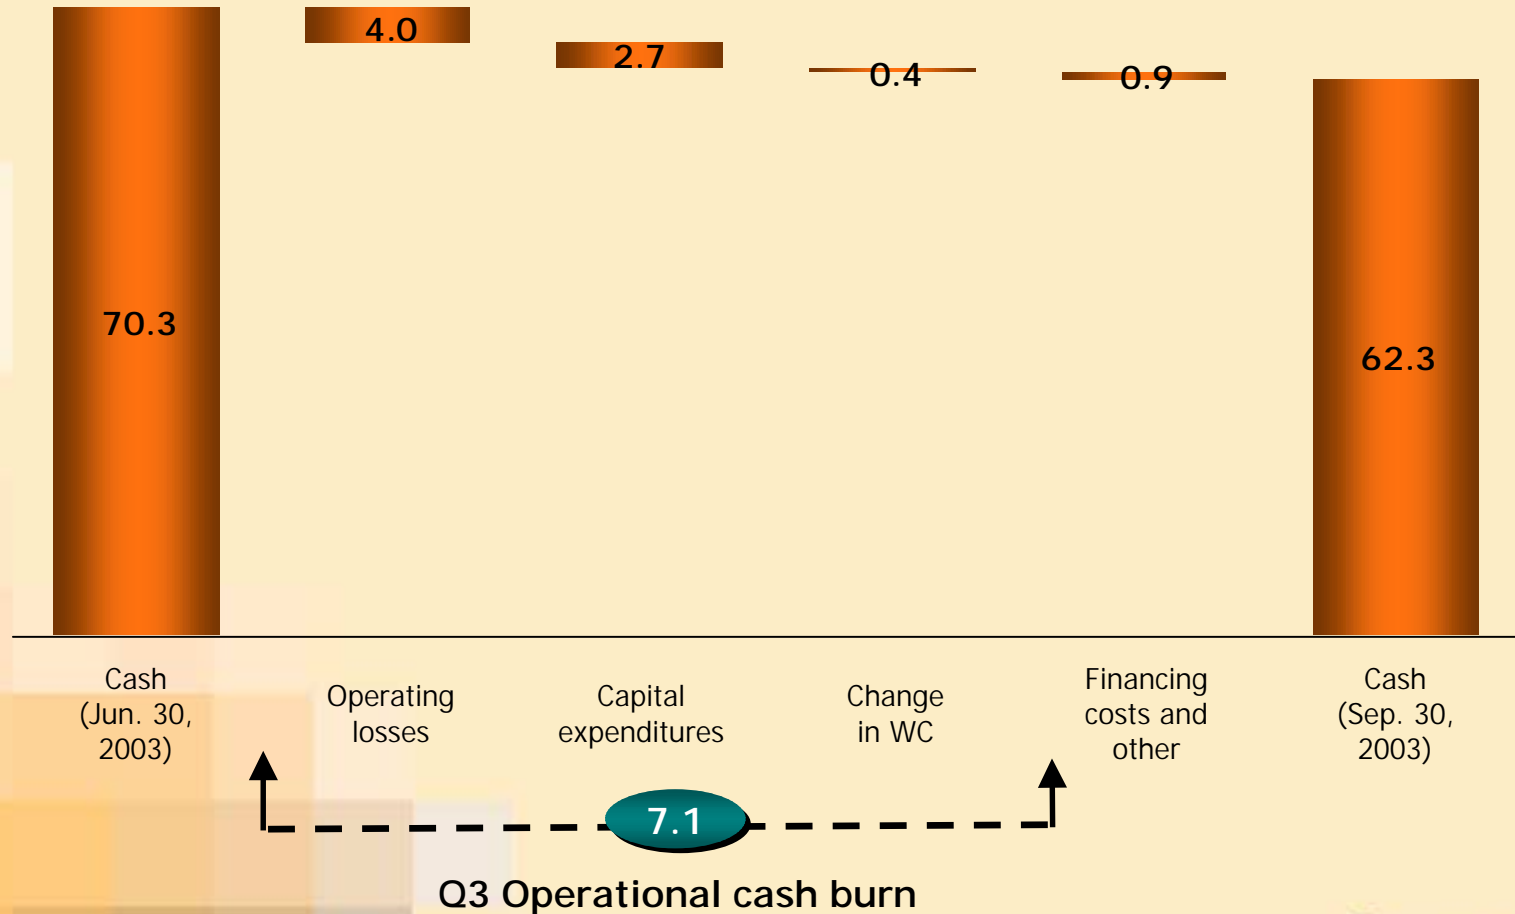 4.0
2.7
0.4
0.9
70.3
62.3
Cash
(Jun. 30,
2003)
Operating
losses
Capital
expenditures
Change
in WC
Financing
costs and
other
Cash
(Sep. 30,
2003)
7.1
Q3 Operational cash burn